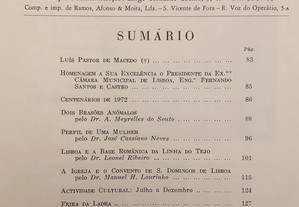 Comp. e imp. de Ramos, Afonso & Moita, Lda. - S. Vicente de Fora - R. Voz do Operário, 5-A
SUMÁRIO
Pág.
LUÍS PASTOR DE MACEDO (†) 83
HOMENAGEM A SUA EXCELÊNCIA O PRESIDENTE DA EX.MA
CÂMARA MUNICIPAL DE LISBOA, ENG.º FERNANDO
SANTOS E CASTRO 85
CENTENÁRIOS DE 1972 86
DOIS BRASÕES ANÓMALOS
pelo Dr. A. Meyrelles do Souto 88
PERFIL DE UMA MULHER
pelo Dr. José Cassiano Neves 96
LISBOA E A BASE ROMÂNICA DA LINHA DO TEJO
pelo Dr. Leonel Ribeiro 101
A IGREJA E O CONVENTO DE S. DOMINGOS DE LISBOA
pelo Dr. Manuel H. Lourinho 115
ACTIVIDADE CULTURAL: Julho a Dezembro 124
FEIRA DA LADRA 127